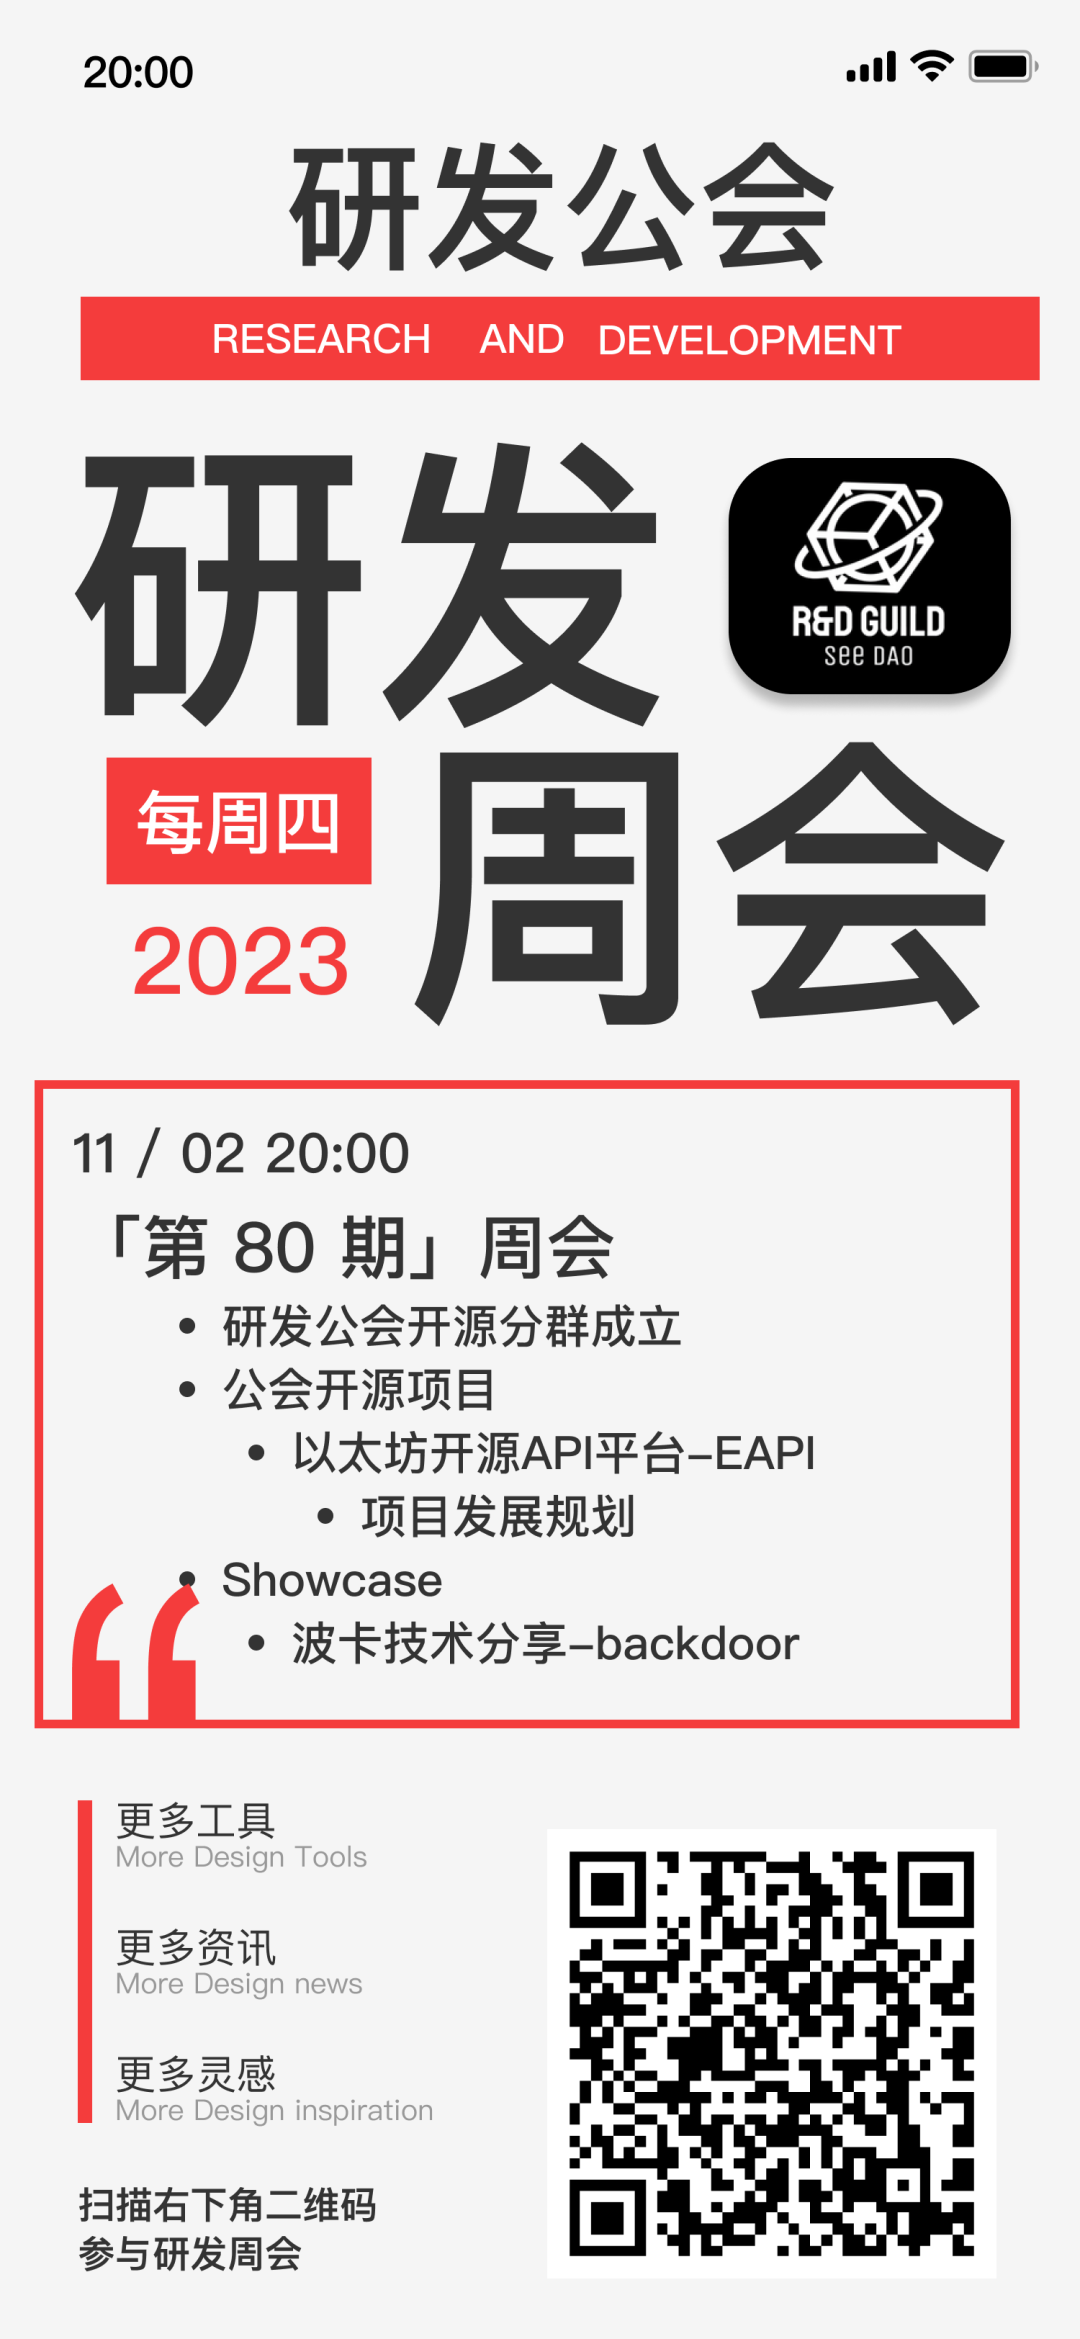 20:00
研发公会
RESEARCH AND DEVELOPMENT
研发
R&D GUILD
See DAO
每周四
周会
2023
11 / 02 20:00
「第 80 期」周会
• 研发公会开源分群成立
• 公会开源项目
• 以太坊开源API平台-EAPI
• 项目发展规划
• Showcase
• 波卡技术分享-backdoor
更多工具
More Design Tools
更多资讯
More Design news
更多灵感
More Design inspiration
扫描右下角二维码
参与研发周会